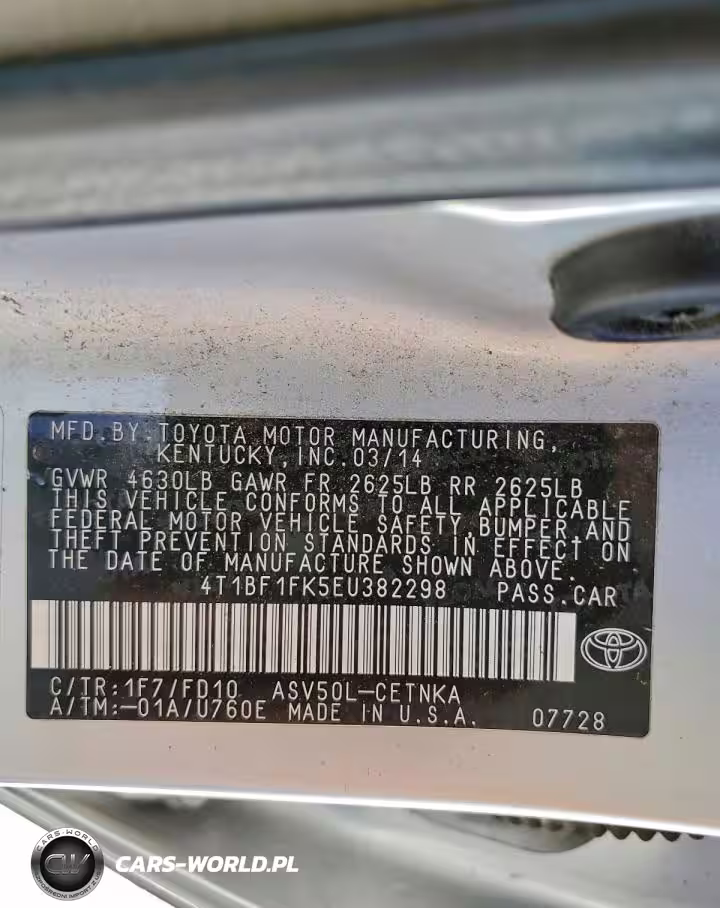 MFD. BY: TOYOTA MOTOR MANUFACTURING,
KENTUCKY, INC. 03/14
GVWR 4630LB GAWR FR 2625LB RR 2625LB
THIS VEHICLE CONFORMS TO ALL APPLICABLE
FEDERAL MOTOR VEHICLE SAFETY, BUMPER, AND
THEFT PREVENTION STANDARDS IN EFFECT ON
THE DATE OF MANUFACTURE SHOWN ABOVE.
4T1BF1FK5EU382298 PASS. CAR
C/TR: 1F7/FD10 ASV50L-CETNKA
A/TM:-01A/U760E MADE IN U.S.A. 07728
CARS-WORLD
CW
CARS-WORLD.PL